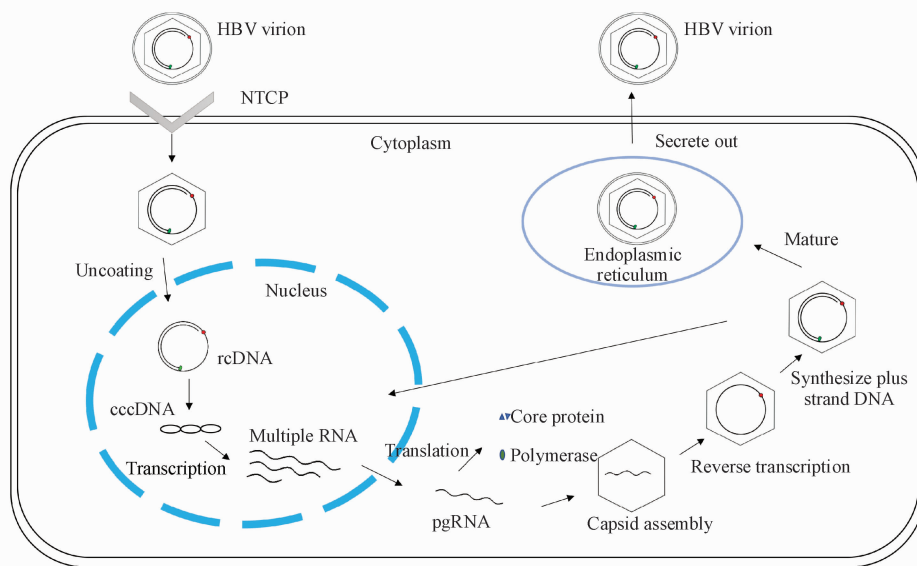 HBV virion
HBV virion
NTCP
Cytoplasm
Secrete out
Endoplasmic
reticulum
Mature
Uncoating
Nucleus
rcDNA
cccDNA
Multiple RNA
Transcription
Translation
Core protein
Polymerase
pgRNA
Capsid assembly
Reverse transcription
Synthesize plus
strand DNA